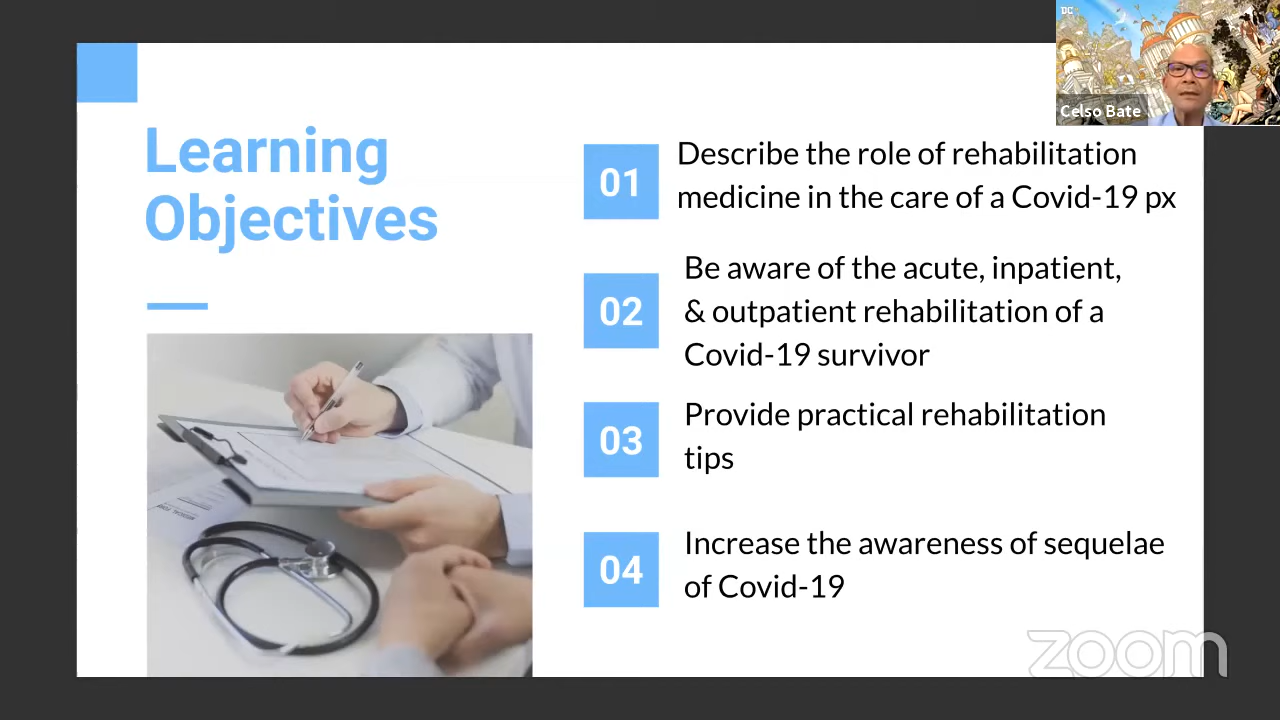 DC
Celso Bate
Learning
Objectives
01
Describe the role of rehabilitation
medicine in the care of a Covid-19 px
02
Be aware of the acute, inpatient,
& outpatient rehabilitation of a
Covid-19 survivor
03
Provide practical rehabilitation
tips
04
Increase the awareness of sequelae
of Covid-19
zoom